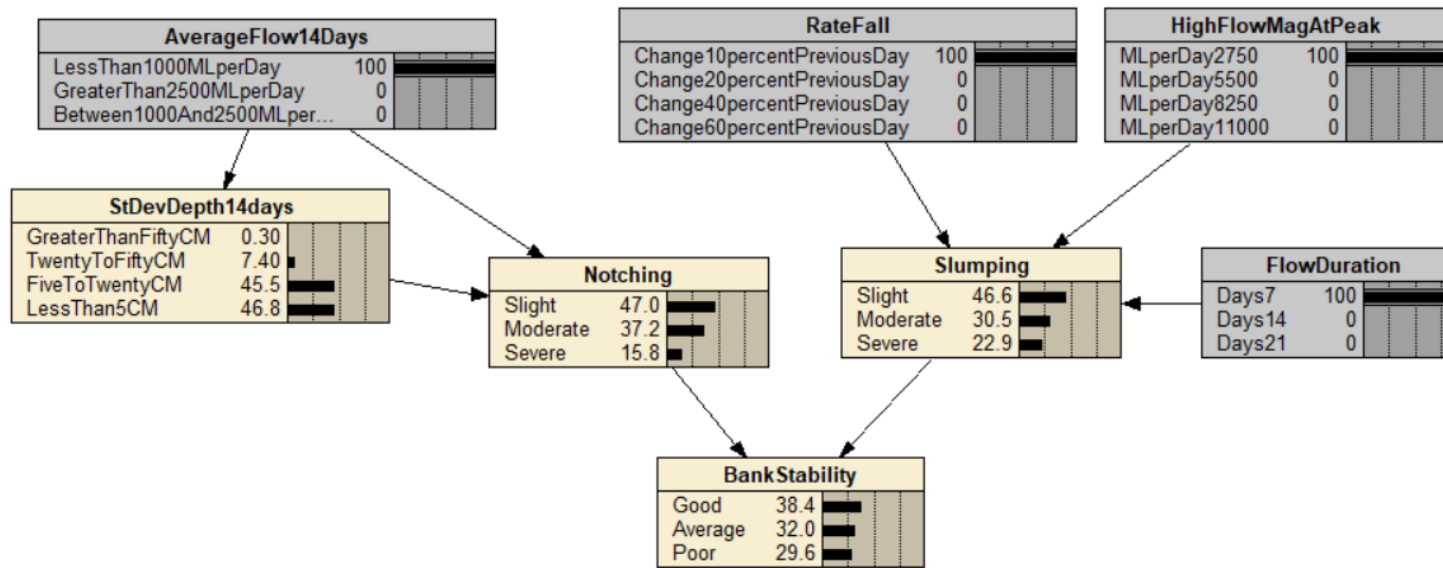 AverageFlow14Days
LessThan1000MLperDay 100
GreaterThan2500MLperDay 0
Between1000And2500MLper... 0
RateFall
Change10percentPreviousDay 100
Change20percentPreviousDay 0
Change40percentPreviousDay 0
Change60percentPreviousDay 0
HighFlowMagAtPeak
MLperDay2750 100
MLperDay5500 0
MLperDay8250 0
MLperDay11000 0
StDevDepth14days
GreaterThanFiftyCM 0.30
TwentyToFiftyCM 7.40
FiveToTwentyCM 45.5
LessThan5CM 46.8
Notching
Slight 47.0
Moderate 37.2
Severe 15.8
Slumping
Slight 46.6
Moderate 30.5
Severe 22.9
FlowDuration
Days7 100
Days14 0
Days21 0
BankStability
Good 38.4
Average 32.0
Poor 29.6